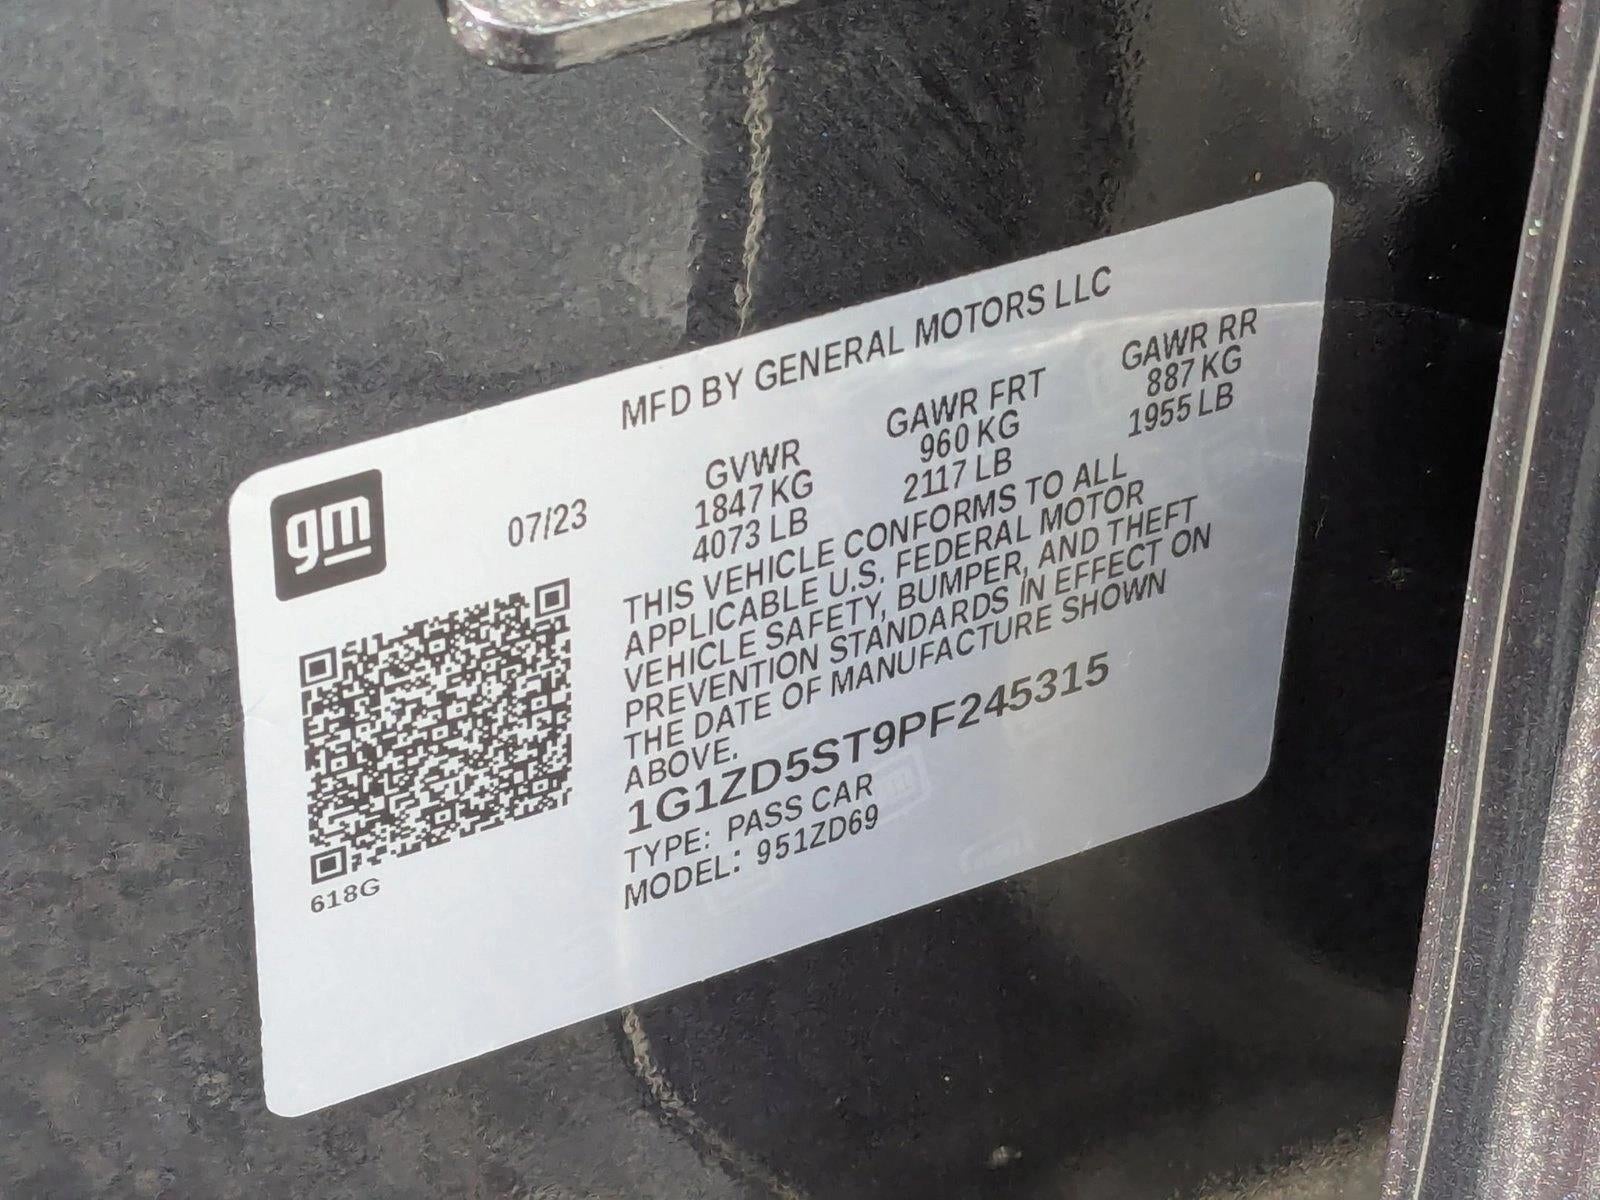 MFD BY GENERAL MOTORS LLC
gm
07/23
GVWR GAWR FRT GAWR RR
1847 KG 960 KG 887 KG
4073 LB 2117 LB 1955 LB
THIS VEHICLE CONFORMS TO ALL
APPLICABLE U.S. FEDERAL MOTOR
VEHICLE SAFETY, BUMPER, AND THEFT
PREVENTION STANDARDS IN EFFECT ON
THE DATE OF MANUFACTURE SHOWN
ABOVE.
1G1ZD5ST9PF245315
TYPE: PASS CAR
MODEL: 951ZD69
618G